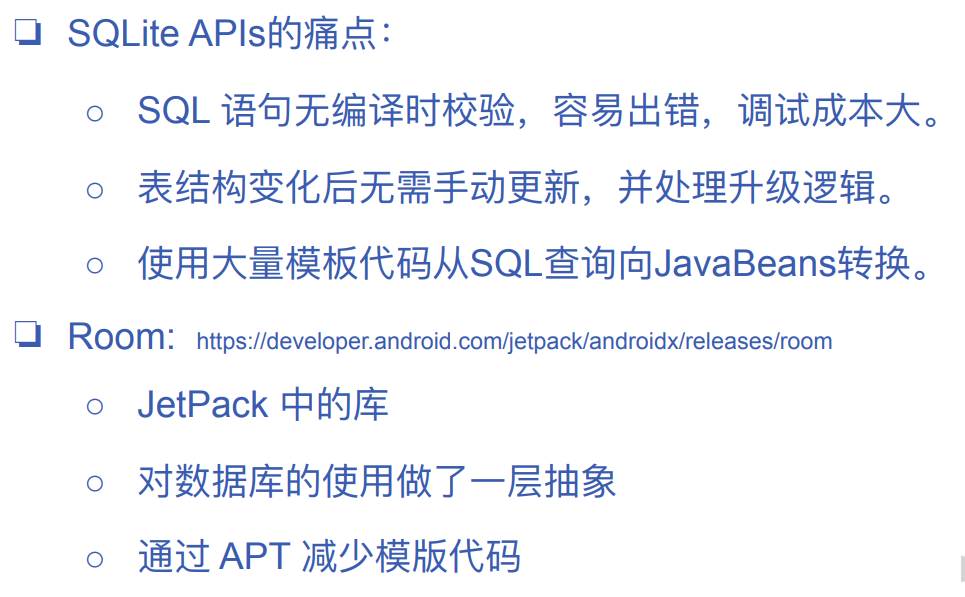 SQLite APIs的痛点：
SQL 语句无编译时校验，容易出错，调试成本大。
表结构变化后无需手动更新，并处理升级逻辑。
使用大量模板代码从SQL查询向JavaBeans转换。
Room: https://developer.android.com/jetpack/androidx/releases/room
JetPack 中的库
对数据库的使用做了一层抽象
通过 APT 减少模版代码